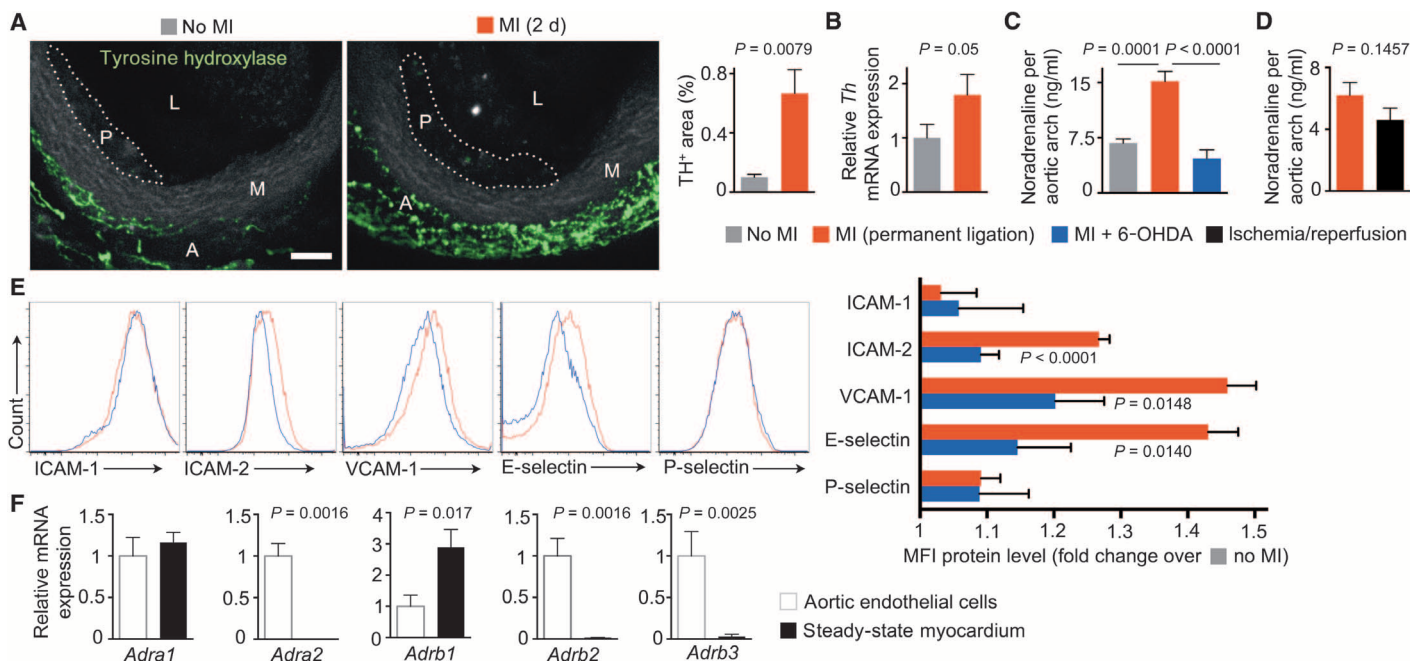 A
No MI
MI (2 d)
Tyrosine hydroxylase
L
P
M
A
L
P
M
A
P = 0.0079
TH⁺ area (%)
0.8
0.4
0
B
P = 0.05
Relative Th
mRNA expression
3
2
1
0
C
P = 0.0001 P < 0.0001
Noradrenaline per
aortic arch (ng/ml)
15
7.5
0
D
P = 0.1457
Noradrenaline per
aortic arch (ng/ml)
8
4
0
No MI
MI (permanent ligation)
MI + 6-OHDA
Ischemia/reperfusion
E
Count
ICAM-1
ICAM-2
VCAM-1
E-selectin
P-selectin
ICAM-1
ICAM-2
P < 0.0001
VCAM-1
P = 0.0148
E-selectin
P = 0.0140
P-selectin
1 1.1 1.2 1.3 1.4 1.5
MFI protein level (fold change over no MI)
F
Relative mRNA
expression
1.5
1
0.5
0
Adra1
P = 0.0016
1.5
1
0.5
0
Adra2
P = 0.017
4
3
2
1
0
Adrb1
P = 0.0016
1.5
1
0.5
0
Adrb2
P = 0.0025
1.5
1
0.5
0
Adrb3
Aortic endothelial cells
Steady-state myocardium